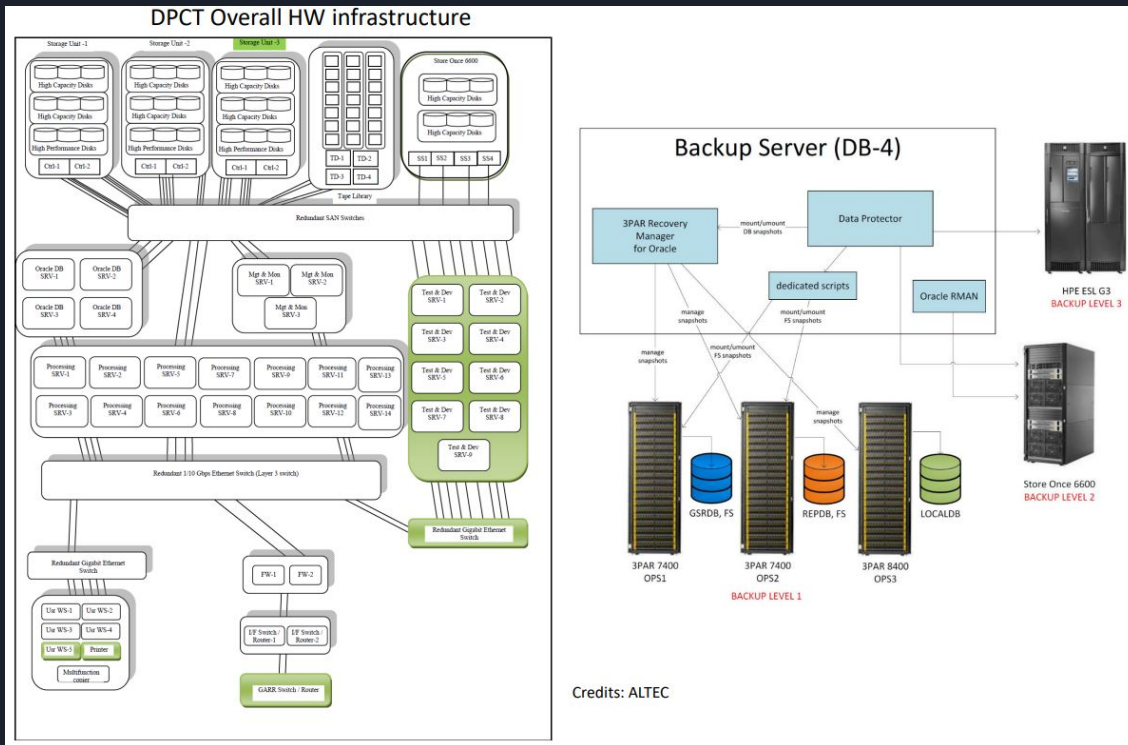 DPCT Overall HW infrastructure
Storage Unit -1
Storage Unit -2
Storage Unit -3
Store Once 6600
High Capacity Disks
High Capacity Disks
High Performance Disks
Ctrl-1
Ctrl-2
High Capacity Disks
High Capacity Disks
High Performance Disks
Ctrl-1
Ctrl-2
High Capacity Disks
High Capacity Disks
High Performance Disks
Ctrl-1
Ctrl-2
TD-1
TD-2
TD-3
TD-4
Tape Library
High Capacity Disks
High Capacity Disks
SS1
SS2
SS3
SS4
Redundant SAN Switches
Oracle DB
SRV-1
Oracle DB
SRV-2
Oracle DB
SRV-3
Oracle DB
SRV-4
Mgt & Mon
SRV-1
Mgt & Mon
SRV-2
Mgt & Mon
SRV-3
Test & Dev
SRV-1
Test & Dev
SRV-2
Test & Dev
SRV-3
Test & Dev
SRV-4
Test & Dev
SRV-5
Test & Dev
SRV-6
Test & Dev
SRV-7
Test & Dev
SRV-8
Test & Dev
SRV-9
Processing
SRV-1
Processing
SRV-2
Processing
SRV-5
Processing
SRV-7
Processing
SRV-9
Processing
SRV-11
Processing
SRV-13
Processing
SRV-3
Processing
SRV-4
Processing
SRV-6
Processing
SRV-8
Processing
SRV-10
Processing
SRV-12
Processing
SRV-14
Redundant 1/10 Gbps Ethernet Switch (Layer 3 switch)
Redundant Gigabit Ethernet
Switch
Redundant Gigabit Ethernet
Switch
FW-1
FW-2
Usr WS-1
Usr WS-2
Usr WS-3
Usr WS-4
Usr WS-5
Printer
Multifunction
copier
I/F Switch /
Router-1
I/F Switch /
Router-2
GARR Switch / Router
Backup Server (DB-4)
3PAR Recovery
Manager
for Oracle
mount/umount
DB snapshots
Data Protector
dedicated scripts
Oracle RMAN
manage
snapshots
mount/umount
FS snapshots
manage
snapshots
mount/umount
FS snapshots
manage
snapshots
HPE ESL G3
BACKUP LEVEL 3
Store Once 6600
BACKUP LEVEL 2
GSRDB, FS
REPDB, FS
LOCALDB
3PAR 7400
OPS1
3PAR 7400
OPS2
3PAR 8400
OPS3
BACKUP LEVEL 1
Credits: ALTEC